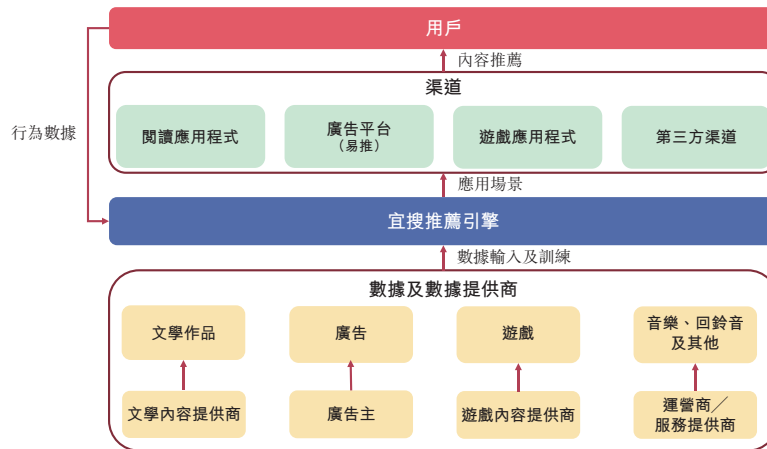 用戶
內容推薦
渠道
行為數據
閱讀應用程式
廣告平台
（易推）
遊戲應用程式
第三方渠道
應用場景
宜搜推薦引擎
數據輸入及訓練
數據及數據提供商
文學作品
廣告
遊戲
音樂、回鈴音
及其他
文學內容提供商
廣告主
遊戲內容提供商
運營商／
服務提供商